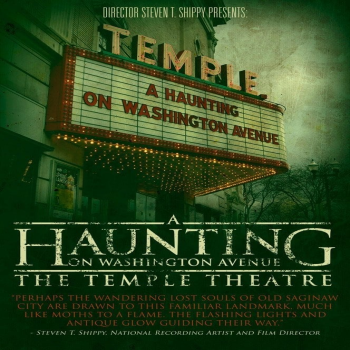 DIRECTOR STEVEN T. SHIPPY PRESENTS:
TEMPLE
A HAUNTING
ON WASHINGTON AVENUE
A
HAUNTING
ON WASHINGTON AVENUE
THE TEMPLE THEATRE
"PERHAPS THE WANDERING LOST SOULS OF OLD SAGINAW
CITY ARE DRAWN TO THIS FAMILIAR LANDMARK, MUCH
LIKE MOTHS TO A FLAME. THE FLASHING LIGHTS AND
ANTIQUE GLOW GUIDING THEIR WAY."
- STEVEN T. SHIPPY, NATIONAL RECORDING ARTIST AND FILM DIRECTOR